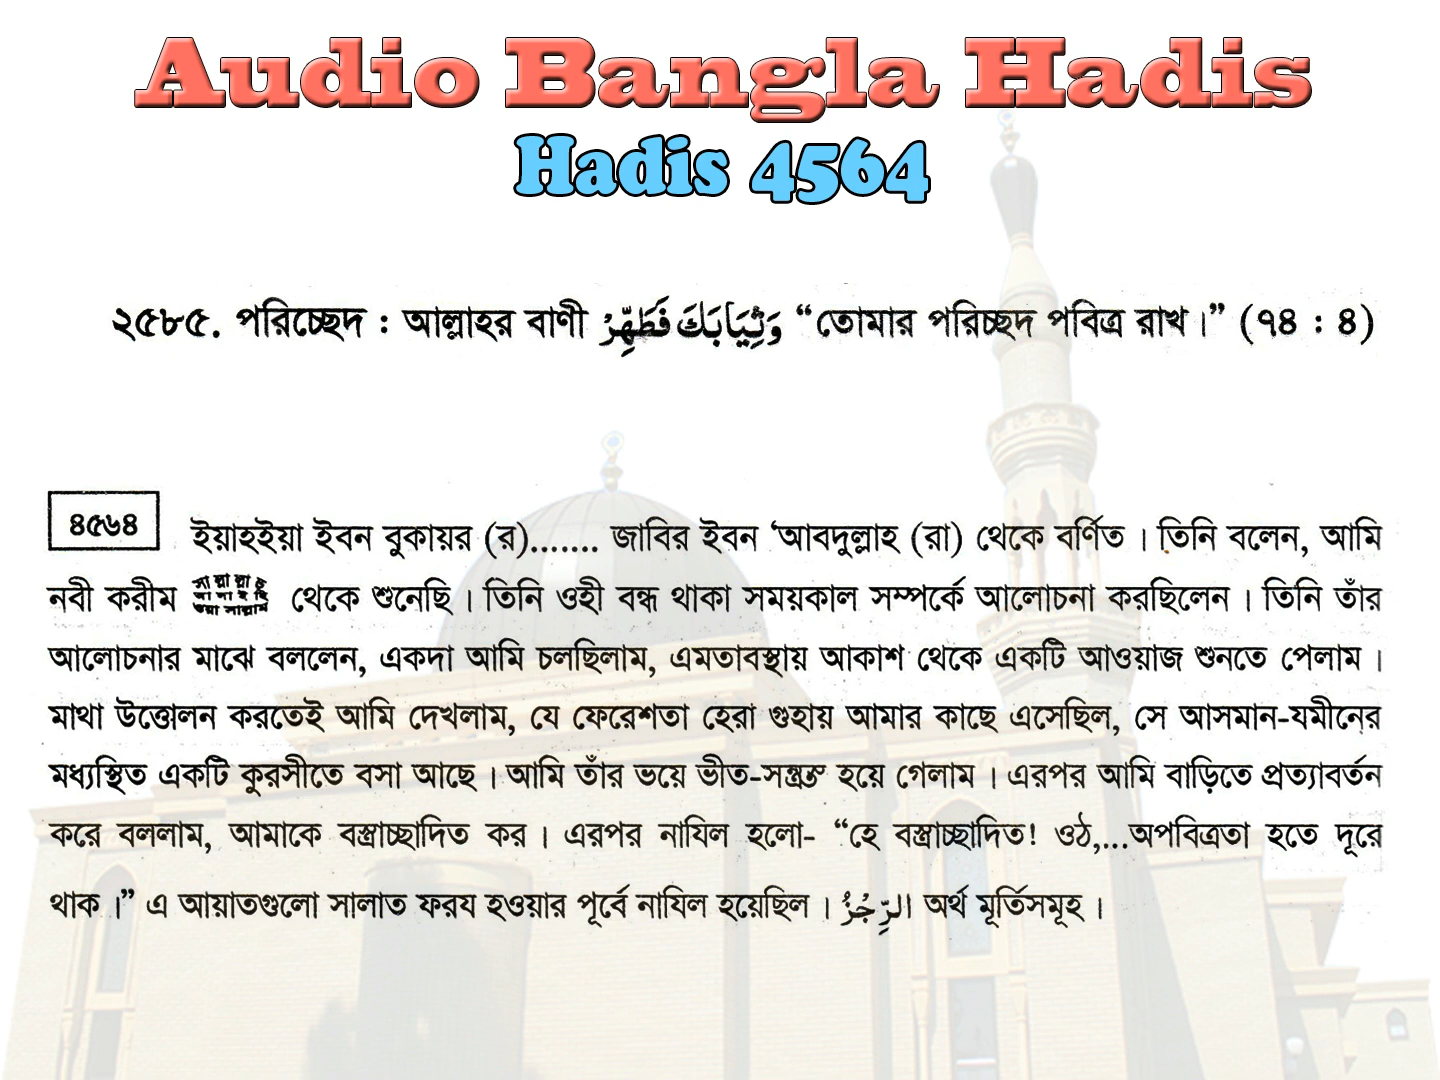 Audio Bangla Hadis
Hadis 4564
২৫৮৫. পরিচ্ছেদ : আল্লাহর বাণী وَثِيَابَكَ فَطَهِّرْ “তোমার পরিচ্ছদ পবিত্র রাখ।” (৭৪ : ৪)
৪৫৬৪ ইয়াহইয়া ইবন বুকায়র (র)....... জাবির ইবন ‘আবদুল্লাহ (রা) থেকে বর্ণিত। তিনি বলেন, আমি
নবী করীম সাল্লাল্লাহু আলাইহি ওয়া সাল্লাম থেকে শুনেছি। তিনি ওহী বন্ধ থাকা সময়কাল সম্পর্কে আলোচনা করছিলেন। তিনি তাঁর
আলোচনার মাঝে বললেন, একদা আমি চলছিলাম, এমতাবস্থায় আকাশ থেকে একটি আওয়াজ শুনতে পেলাম।
মাথা উত্তোলন করতেই আমি দেখলাম, যে ফেরেশতা হেরা গুহায় আমার কাছে এসেছিল, সে আসমান-যমীনের
মধ্যস্থিত একটি কুরসীতে বসা আছে। আমি তাঁর ভয়ে ভীত-সন্ত্রস্ত হয়ে গেলাম। এরপর আমি বাড়িতে প্রত্যাবর্তন
করে বললাম, আমাকে বস্ত্রাচ্ছাদিত কর। এরপর নাযিল হলো- “হে বস্ত্রাচ্ছাদিত! ওঠ,...অপবিত্রতা হতে দূরে
থাক।” এ আয়াতগুলো সালাত ফরয হওয়ার পূর্বে নাযিল হয়েছিল। الرِّجْزُ অর্থ মূর্তিসমূহ।